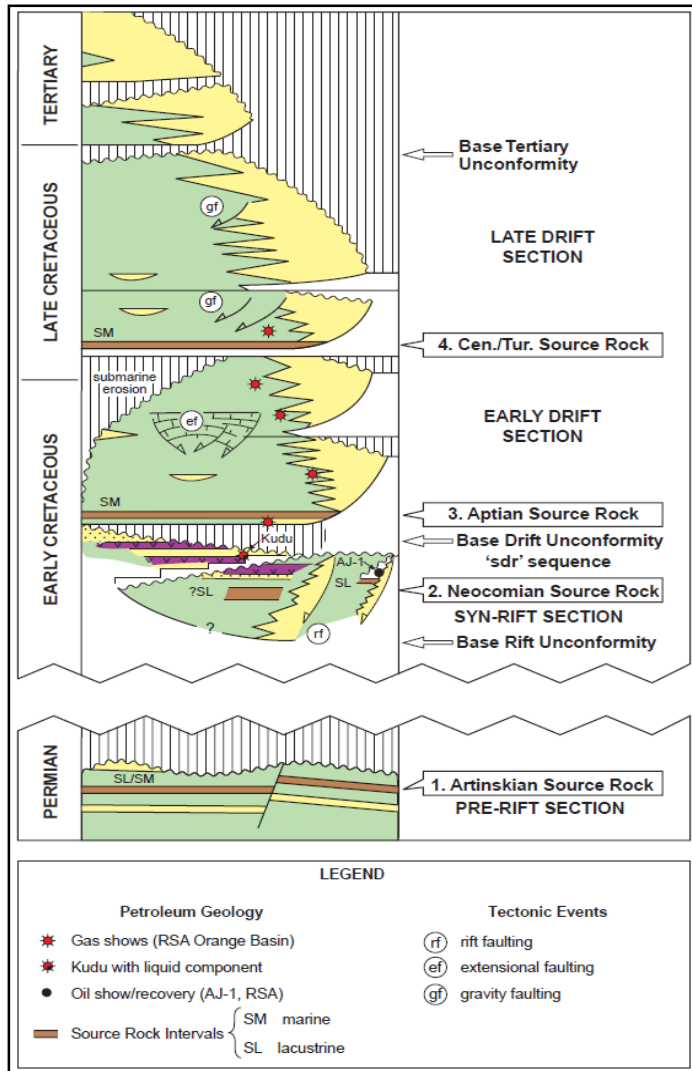 TERTIARY
Base Tertiary
Unconformity
LATE CRETACEOUS
gf
LATE DRIFT
SECTION
gf
SM
4. Cen./Tur. Source Rock
submarine
erosion
ef
EARLY DRIFT
SECTION
EARLY CRETACEOUS
SM
3. Aptian Source Rock
Kudu
Base Drift Unconformity
'sdr' sequence
AJ-1
?SL
SL
2. Neocomian Source Rock
SYN-RIFT SECTION
?
rf
Base Rift Unconformity
PERMIAN
SL/SM
1. Artinskian Source Rock
PRE-RIFT SECTION
LEGEND
Petroleum Geology
Gas shows (RSA Orange Basin)
Kudu with liquid component
Oil show/recovery (AJ-1, RSA)
Source Rock Intervals
SM marine
SL lacustrine
Tectonic Events
rf rift faulting
ef extensional faulting
gf gravity faulting